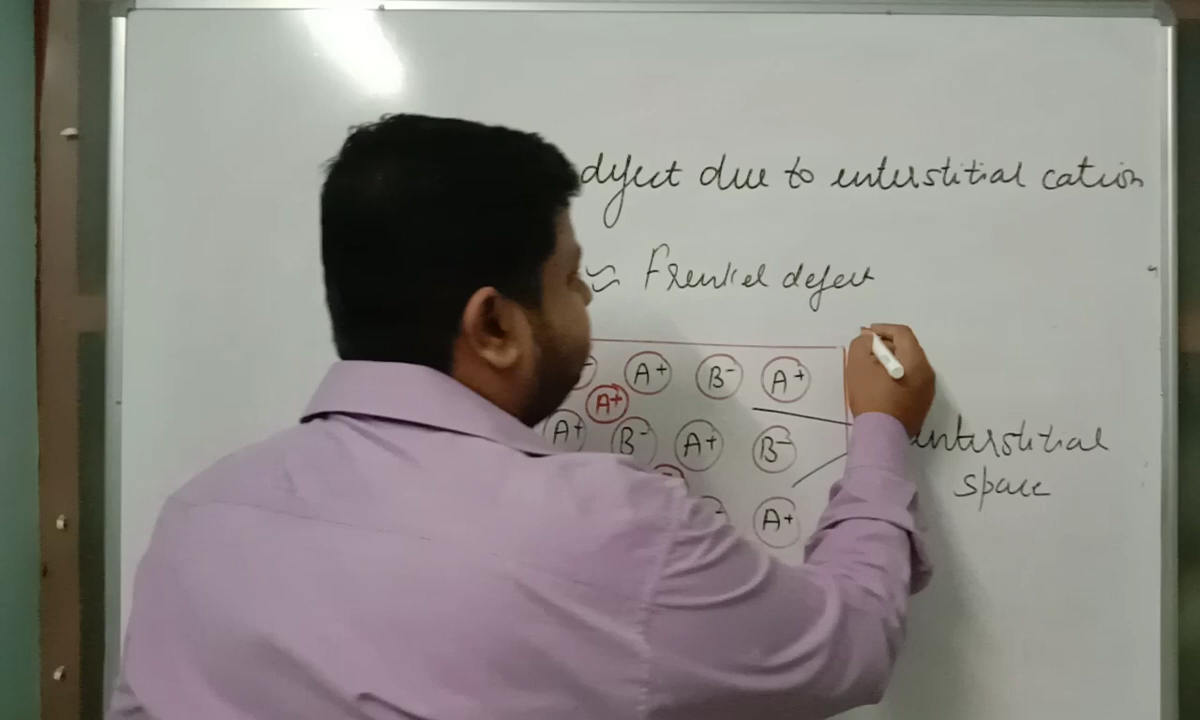 defect due to interstitial cation
≈ Frenkel defect
A+ B- A+
A+
A+ B- A+ B-
interstitial
space
A+